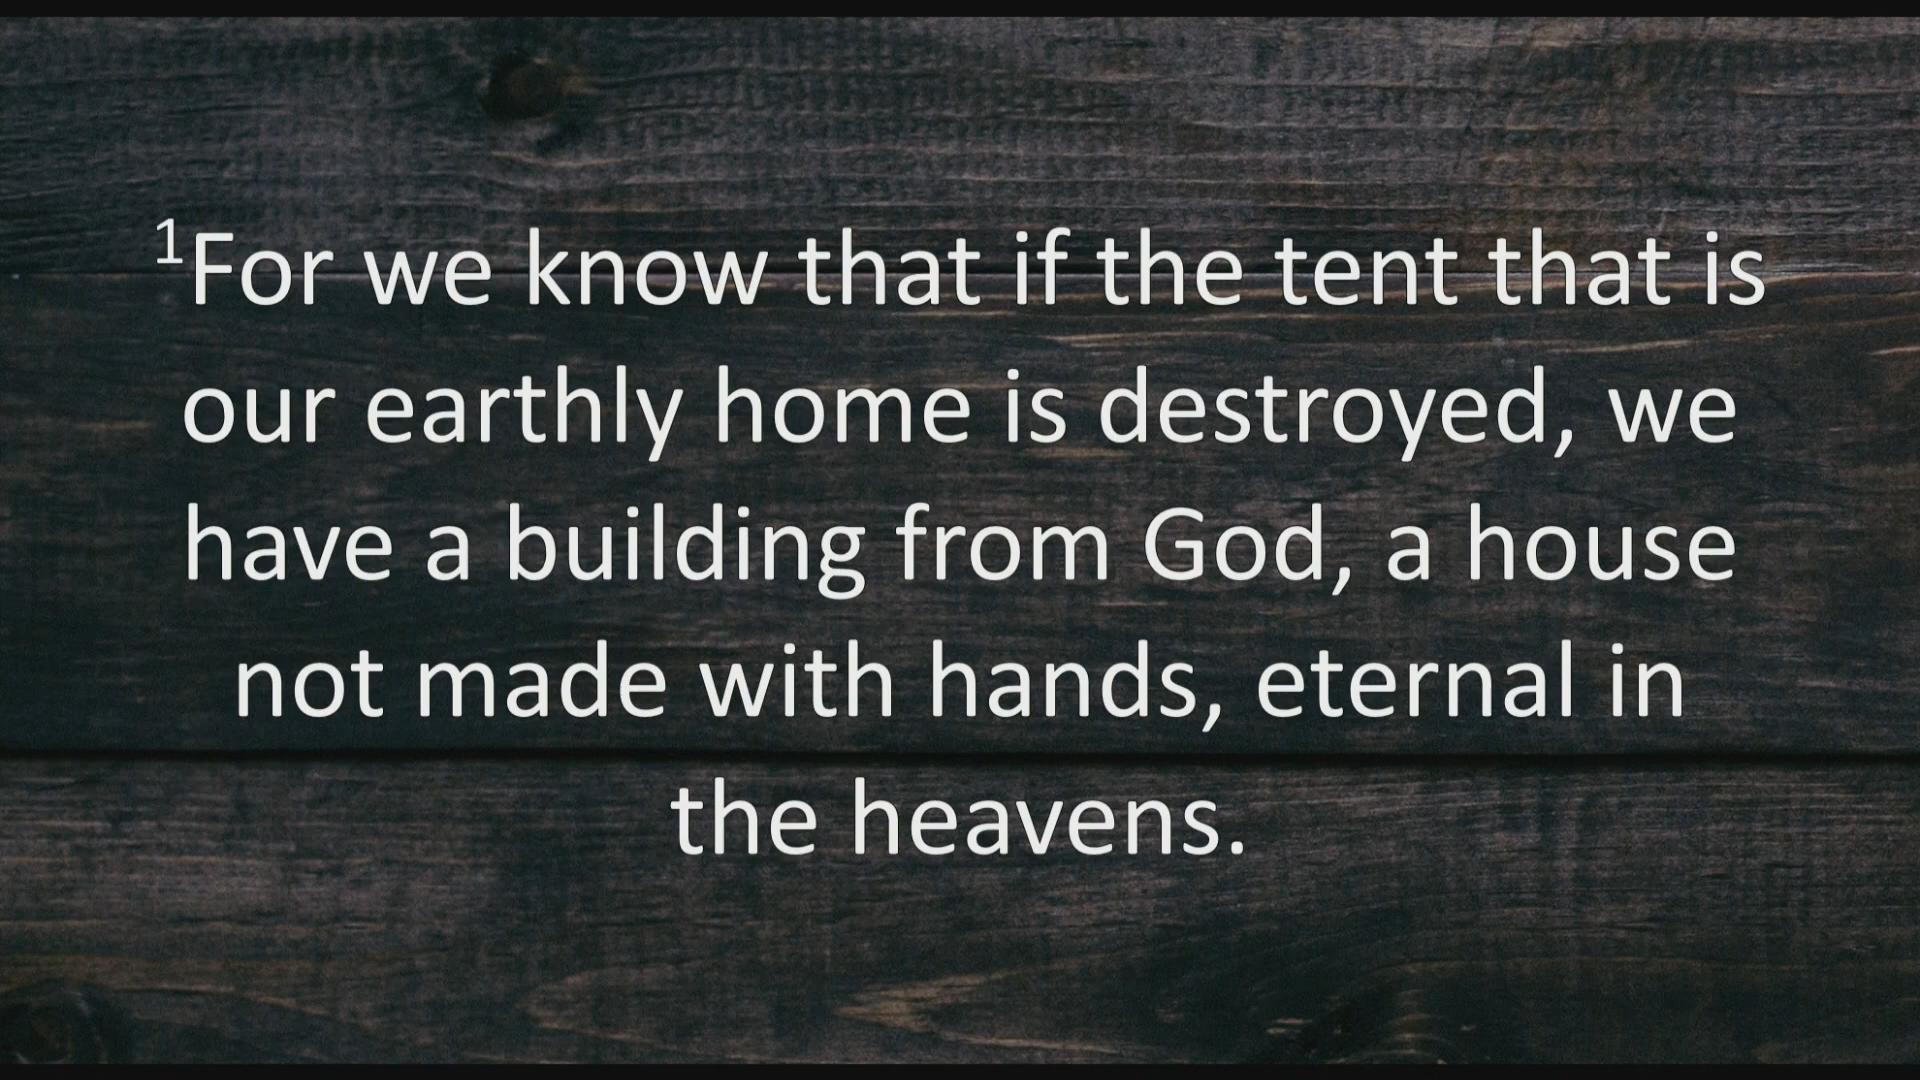 ¹For we know that if the tent that is
our earthly home is destroyed, we
have a building from God, a house
not made with hands, eternal in
the heavens.